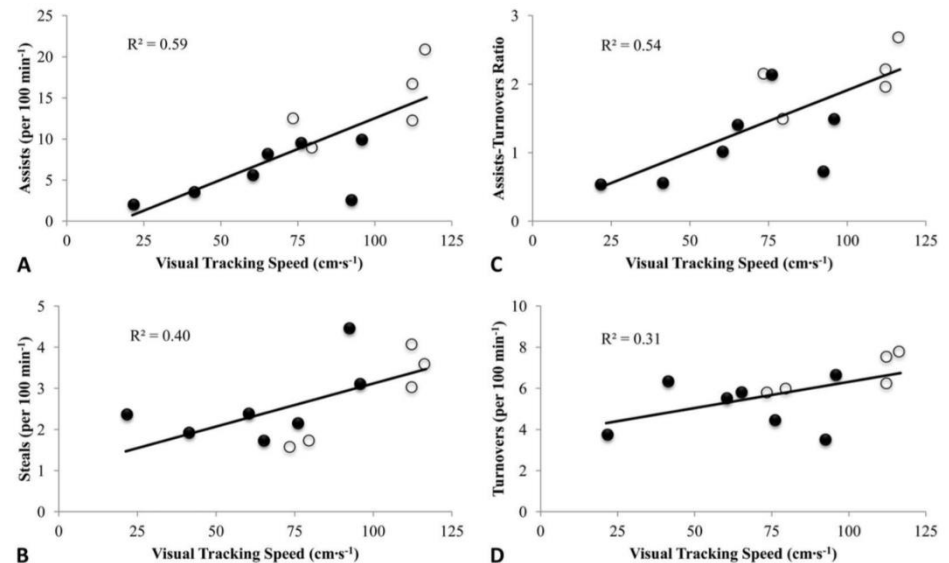 R² = 0.59
Assists (per 100 min⁻¹)
25
20
15
10
5
0
0 25 50 75 100 125
A
Visual Tracking Speed (cm·s⁻¹)
R² = 0.54
Assists-Turnovers Ratio
3
2
1
0
0 25 50 75 100 125
C
Visual Tracking Speed (cm·s⁻¹)
R² = 0.40
Steals (per 100 min⁻¹)
5
4
3
2
1
0
0 25 50 75 100 125
B
Visual Tracking Speed (cm·s⁻¹)
R² = 0.31
Turnovers (per 100 min⁻¹)
10
8
6
4
2
0
0 25 50 75 100 125
D
Visual Tracking Speed (cm·s⁻¹)